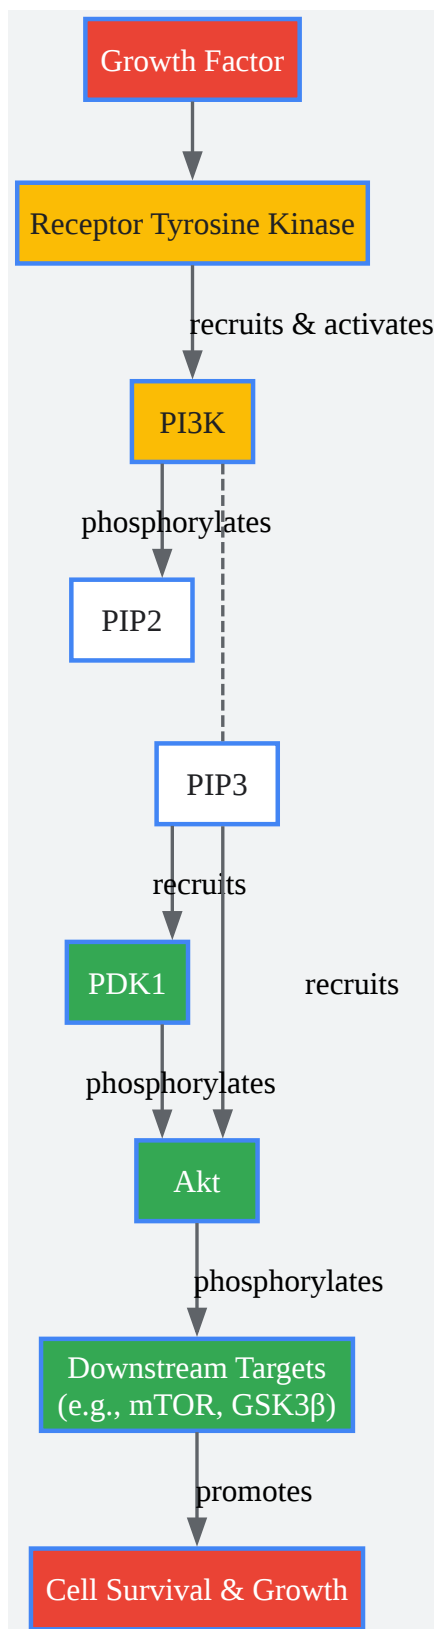 Growth Factor
Receptor Tyrosine Kinase
recruits & activates
PI3K
phosphorylates
PIP2
PIP3
recruits
PDK1
recruits
phosphorylates
Akt
phosphorylates
Downstream Targets
(e.g., mTOR, GSK3β)
promotes
Cell Survival & Growth